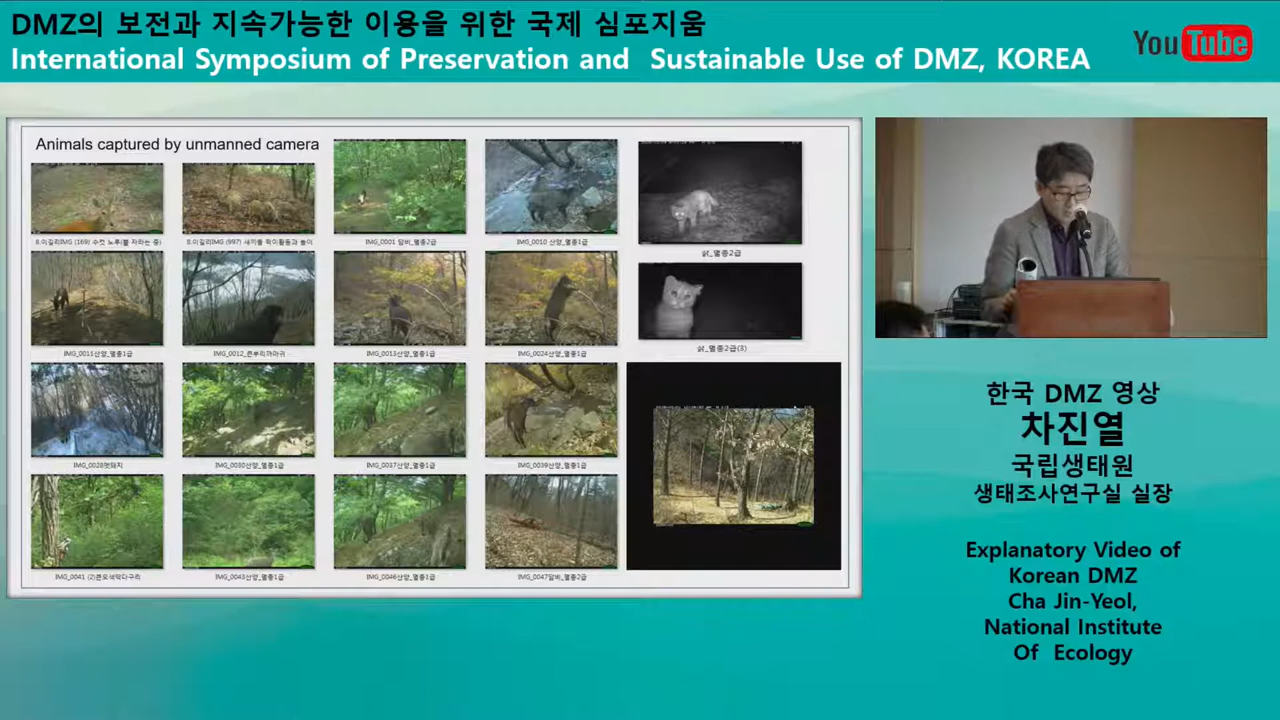 DMZ의 보전과 지속가능한 이용을 위한 국제 심포지움
International Symposium of Preservation and Sustainable Use of DMZ, KOREA
YouTube
Animals captured by unmanned camera
IMG_0001 담비_멸종2급
IMG_0010 산양_멸종1급
삵_멸종2급
IMG_0011산양_멸종1급
IMG_0012_큰부리까마귀
IMG_0013산양_멸종1급
IMG_0024산양_멸종1급
삵_멸종2급(3)
IMG_0028멧돼지
IMG_0030산양_멸종1급
IMG_0037산양_멸종1급
IMG_0039산양_멸종1급
IMG_0041 (2)큰오색딱다구리
IMG_0043산양_멸종1급
IMG_0046산양_멸종1급
IMG_0047담비_멸종2급
한국 DMZ 영상
차진열
국립생태원
생태조사연구실 실장
Explanatory Video of
Korean DMZ
Cha Jin-Yeol,
National Institute
Of Ecology